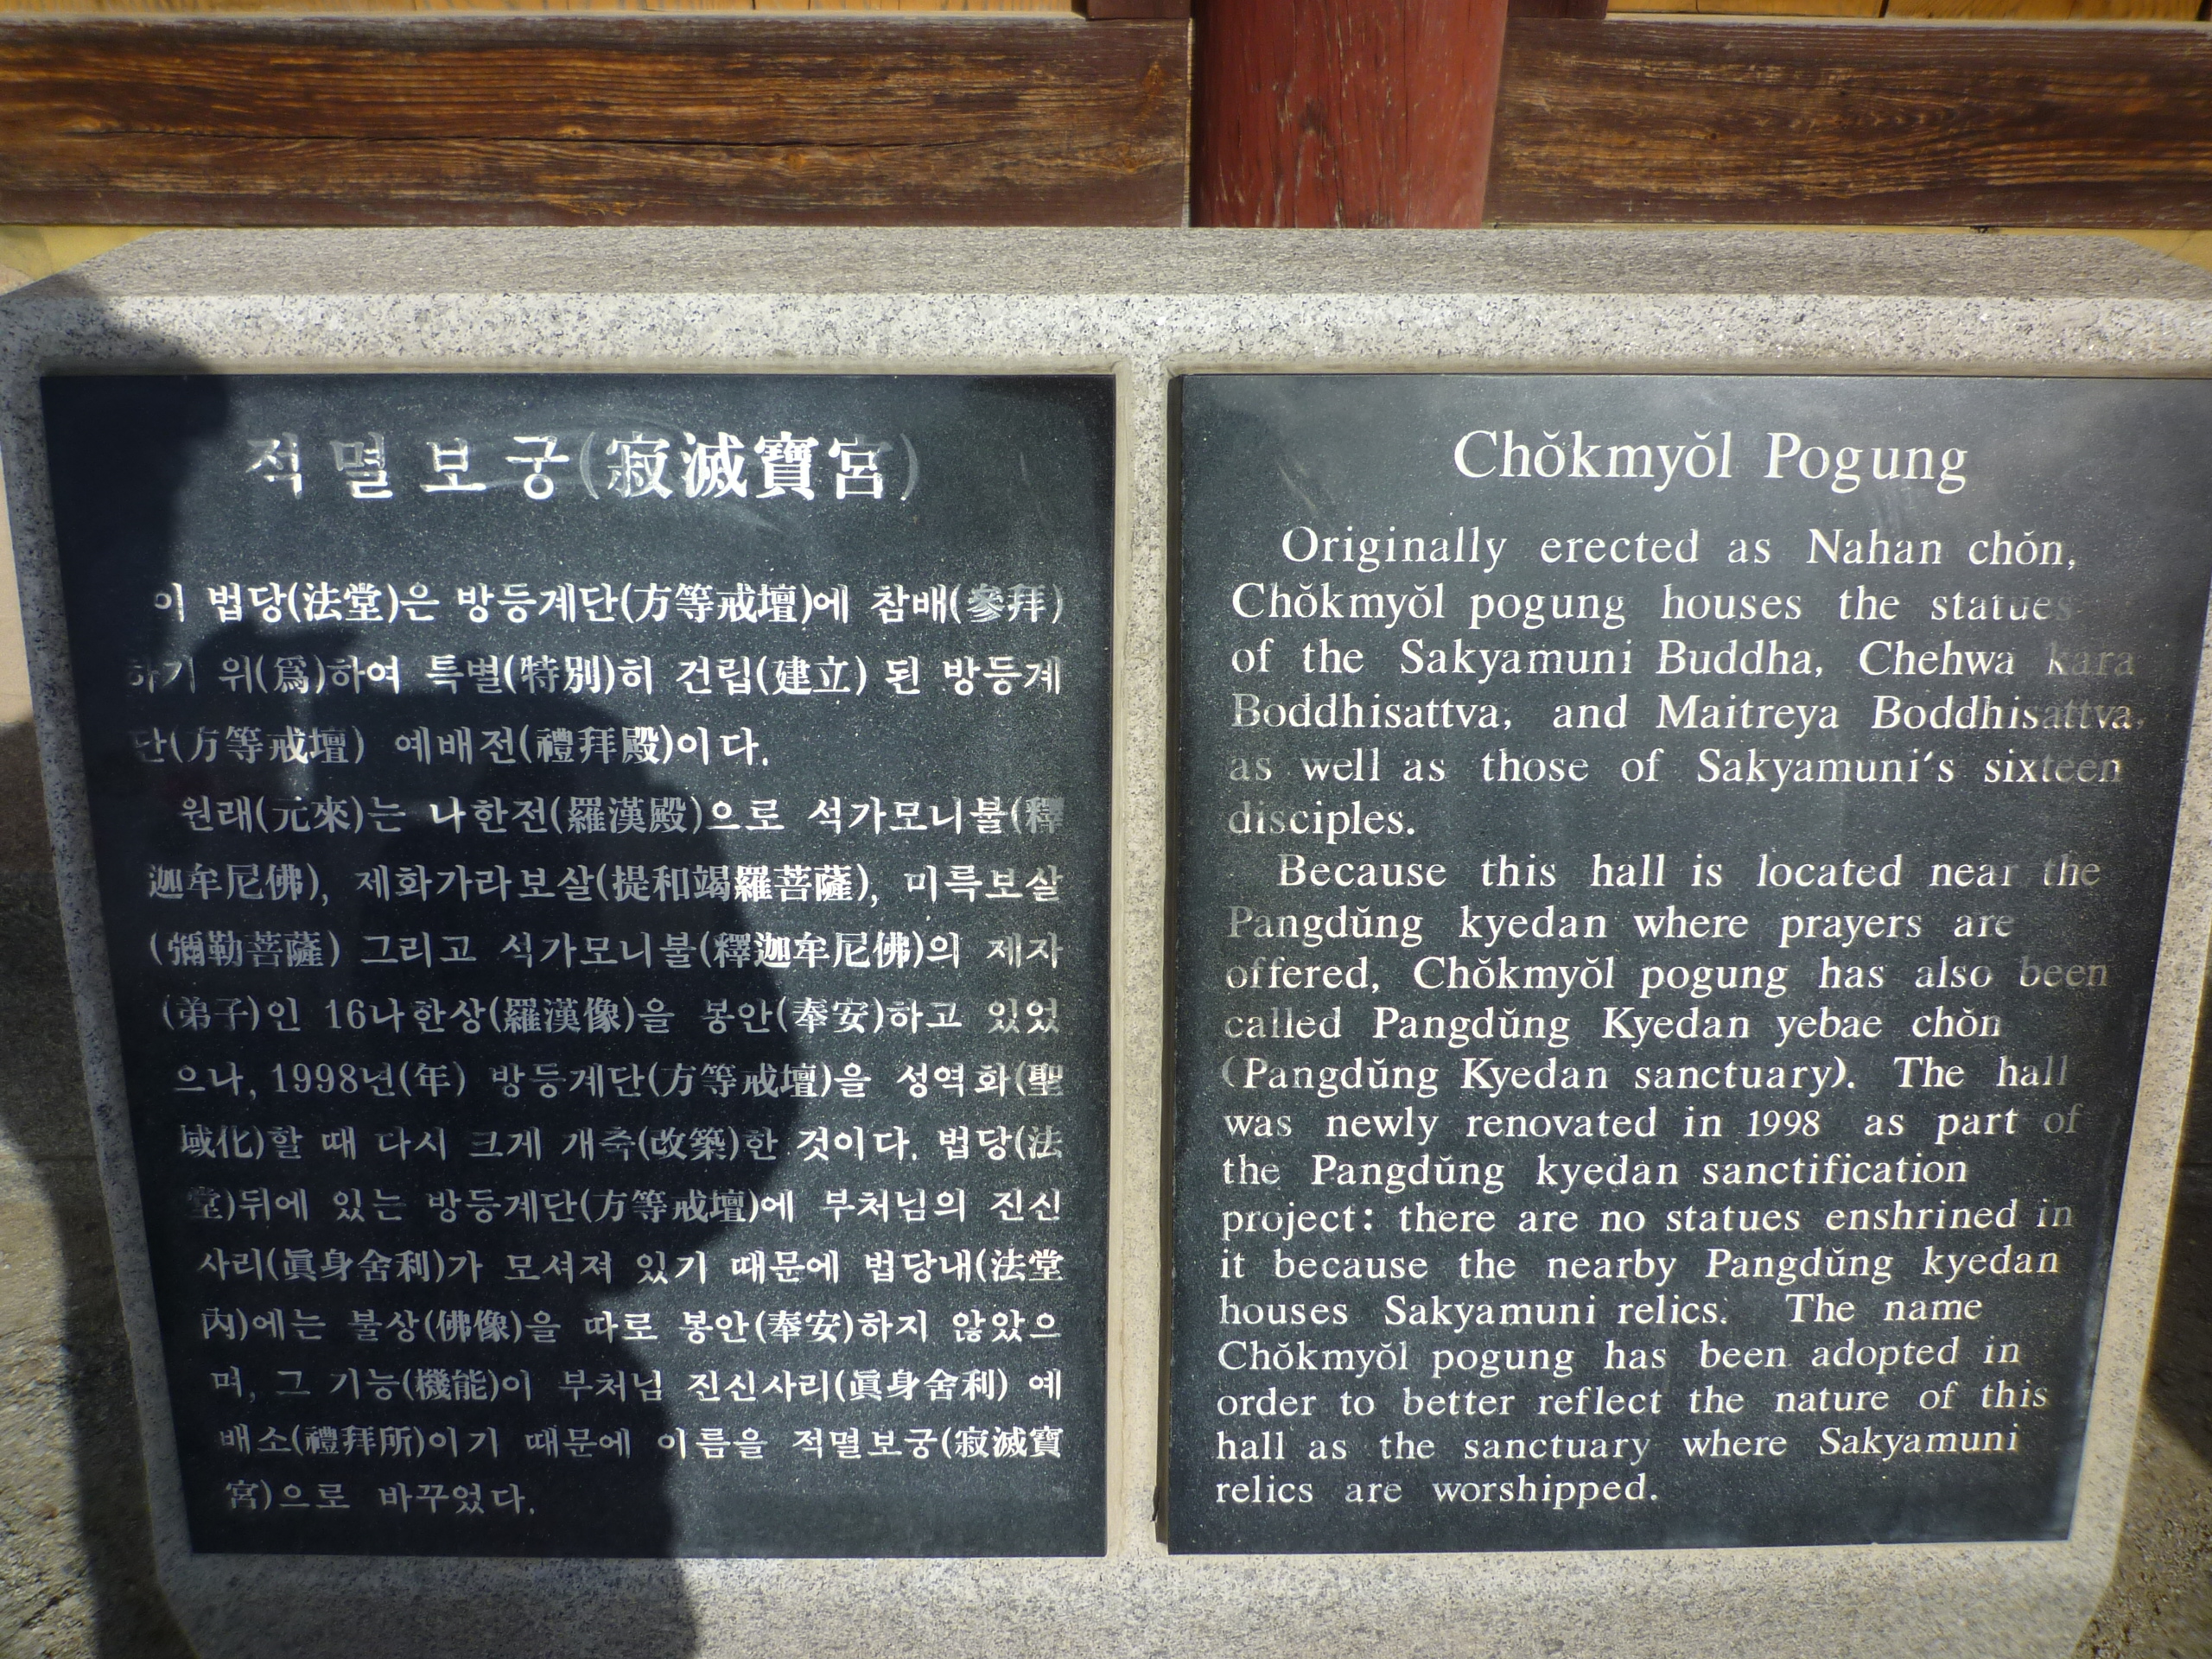 적멸보궁(寂滅寶宮)
이 법당(法堂)은 방등계단(方等戒壇)에 참배(參拜)
하기 위(爲)하여 특별(特別)히 건립(建立) 된 방등계
단(方等戒壇) 예배전(禮拜殿)이다.
원래(元來)는 나한전(羅漢殿)으로 석가모니불(釋
迦牟尼佛), 제화가라보살(提和竭羅菩薩), 미륵보살
(彌勒菩薩) 그리고 석가모니불(釋迦牟尼佛)의 제자
(弟子)인 16나한상(羅漢像)을 봉안(奉安)하고 있었
으나, 1998년(年) 방등계단(方等戒壇)을 성역화(聖
域化)할 때 다시 크게 개축(改築)한 것이다. 법당(法
堂)뒤에 있는 방등계단(方等戒壇)에 부처님의 진신
사리(眞身舍利)가 모셔져 있기 때문에 법당내(法堂
內)에는 불상(佛像)을 따로 봉안(奉安)하지 않았으
며, 그 기능(機能)이 부처님 진신사리(眞身舍利) 예
배소(禮拜所)이기 때문에 이름을 적멸보궁(寂滅寶
宮)으로 바꾸었다.
Chŏkmyŏl Pogung
Originally erected as Nahan chŏn,
Chŏkmyŏl pogung houses the statues
of the Sakyamuni Buddha, Chehwa kara
Boddhisattva, and Maitreya Boddhisattva,
as well as those of Sakyamuni's sixteen
disciples.
Because this hall is located near the
Pangdŭng kyedan where prayers are
offered, Chŏkmyŏl pogung has also been
called Pangdŭng Kyedan yebae chŏn
(Pangdŭng Kyedan sanctuary). The hall
was newly renovated in 1998 as part of
the Pangdŭng kyedan sanctification
project: there are no statues enshrined in
it because the nearby Pangdŭng kyedan
houses Sakyamuni relics. The name
Chŏkmyŏl pogung has been adopted in
order to better reflect the nature of this
hall as the sanctuary where Sakyamuni
relics are worshipped.